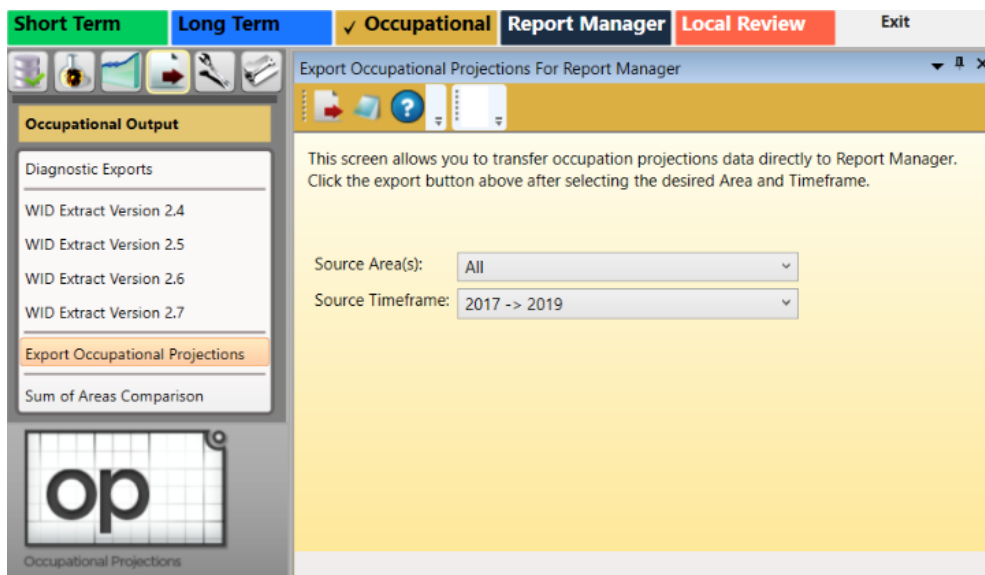 Short Term
Long Term
✓ Occupational
Report Manager
Local Review
Exit
Occupational Output
Diagnostic Exports
WID Extract Version 2.4
WID Extract Version 2.5
WID Extract Version 2.6
WID Extract Version 2.7
Export Occupational Projections
Sum of Areas Comparison
op
Occupational Projections
Export Occupational Projections For Report Manager
This screen allows you to transfer occupation projections data directly to Report Manager.
Click the export button above after selecting the desired Area and Timeframe.
Source Area(s): All
Source Timeframe: 2017 -> 2019